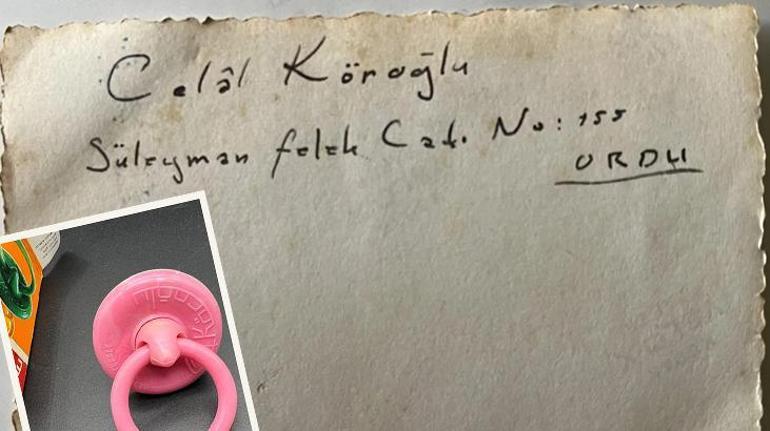 Celâl Köroğlu
Süleyman felek Cad. No: 155
ORDU